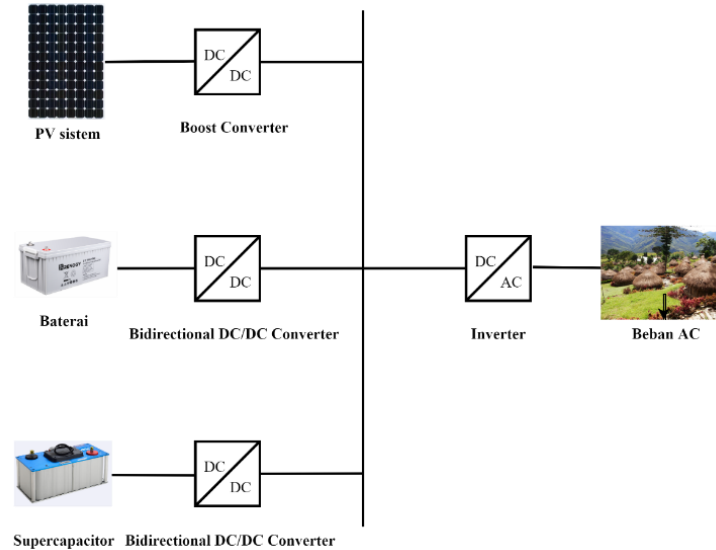 DC
DC
PV sistem
Boost Converter
DC
DC
DC
AC
Baterai
Bidirectional DC/DC Converter
Inverter
Beban AC
DC
DC
Supercapacitor
Bidirectional DC/DC Converter